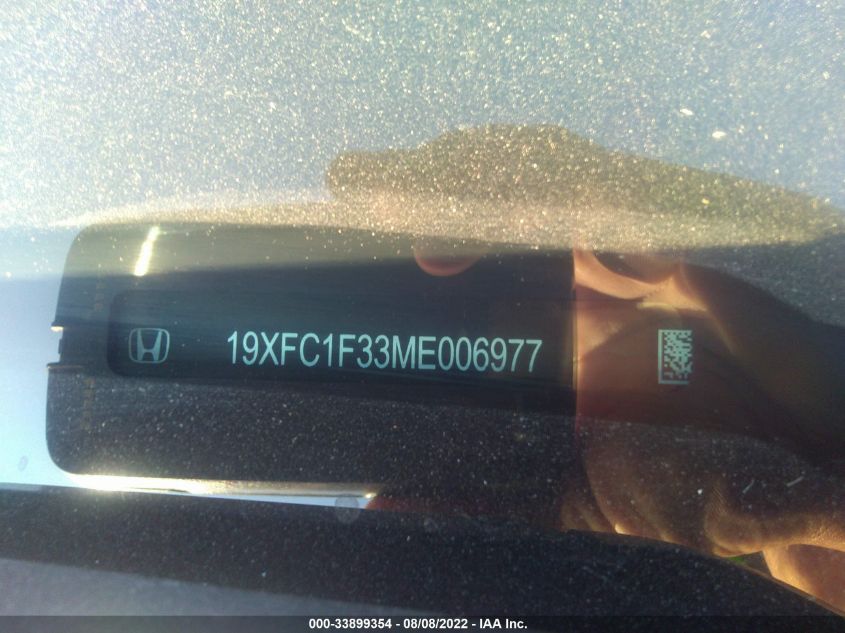 19XFC1F33ME006977
000-33899354 - 08/08/2022 - IAA Inc.